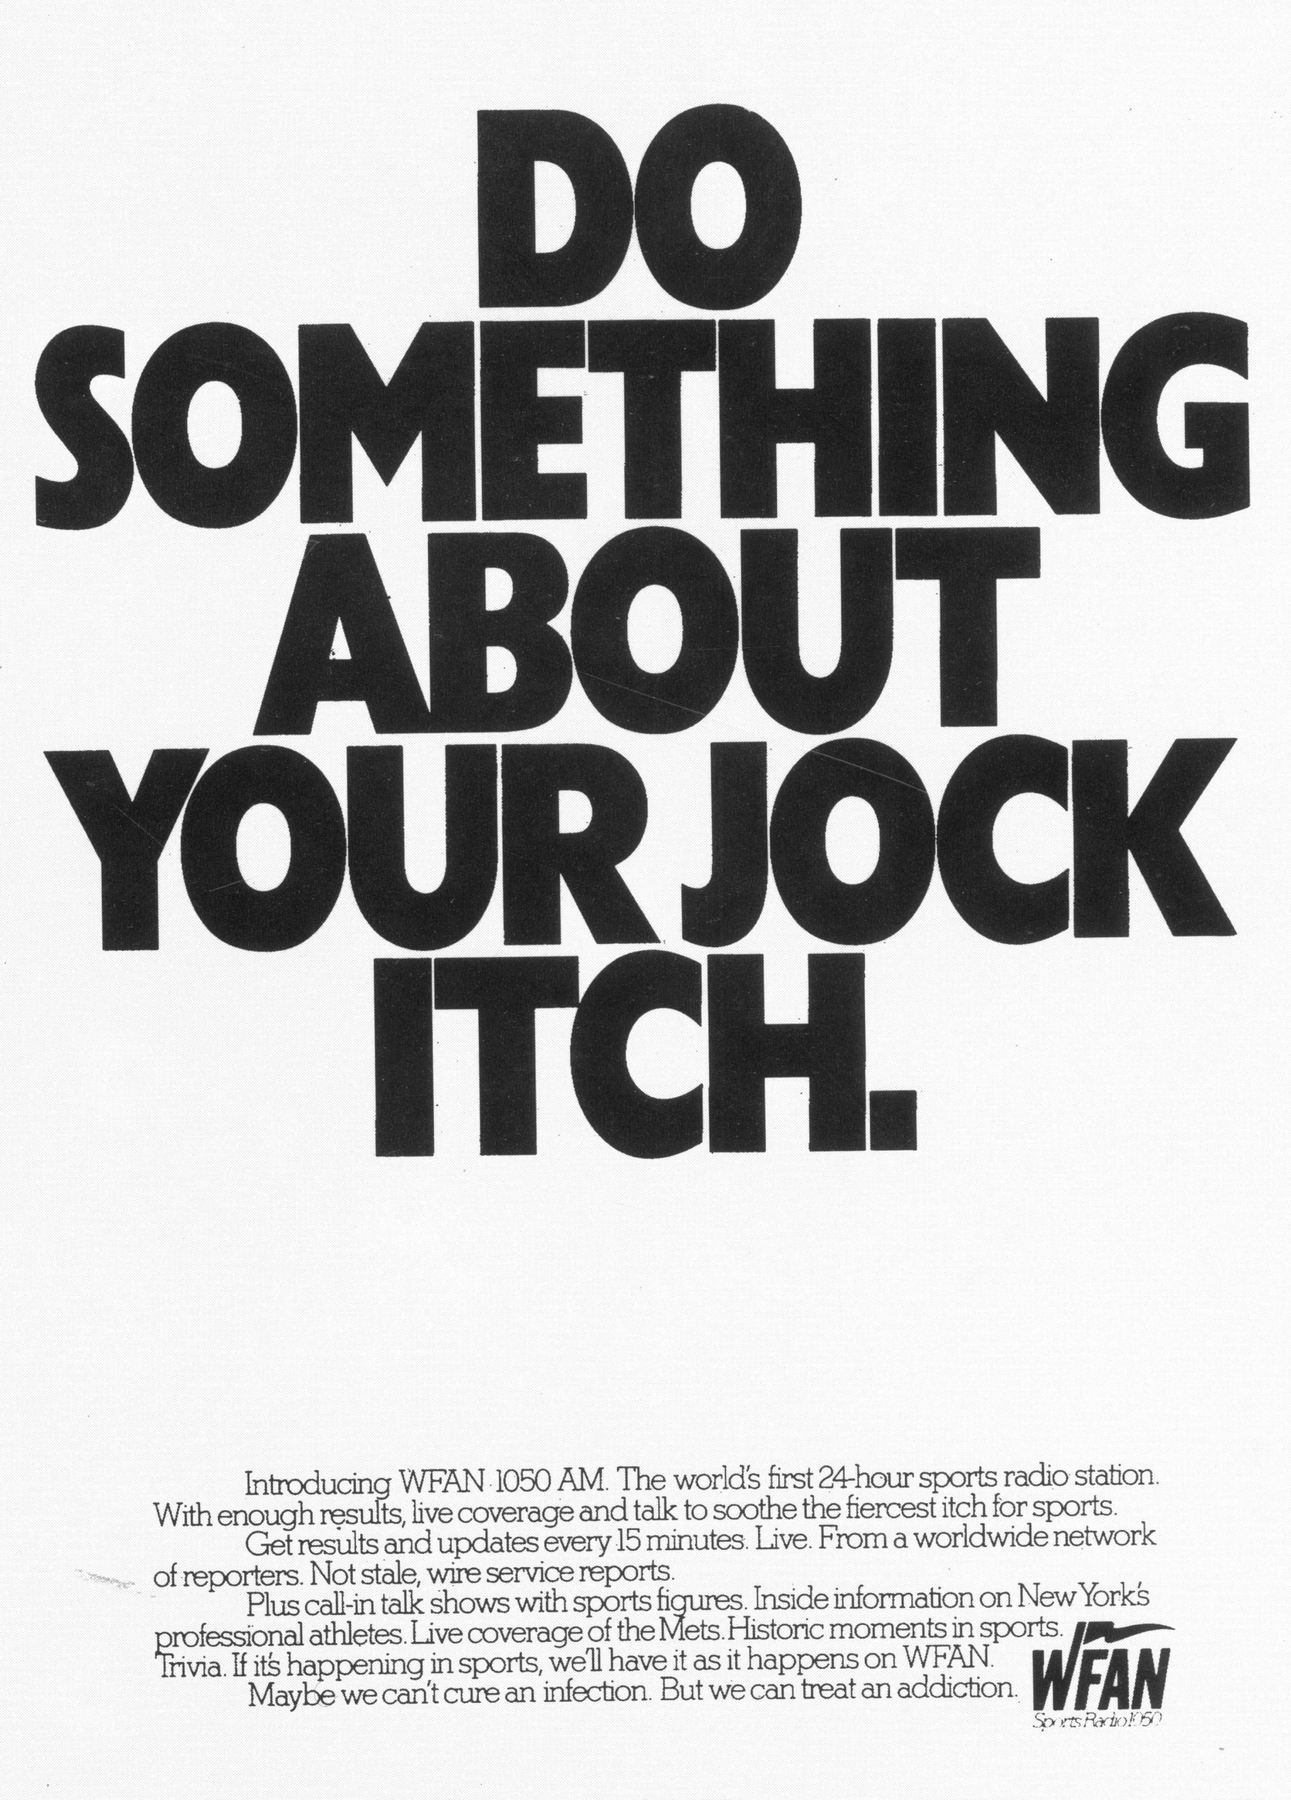 DO
SOMETHING
ABOUT
YOUR JOCK
ITCH.
Introducing WFAN 1050 AM. The world's first 24-hour sports radio station.
With enough results, live coverage and talk to soothe the fiercest itch for sports.
Get results and updates every 15 minutes. Live. From a worldwide network
of reporters. Not stale, wire service reports.
Plus call-in talk shows with sports figures. Inside information on New York's
professional athletes. Live coverage of the Mets. Historic moments in sports.
Trivia. If it's happening in sports, we'll have it as it happens on WFAN.
Maybe we can't cure an infection. But we can treat an addiction.
WFAN
Sports Radio 1050